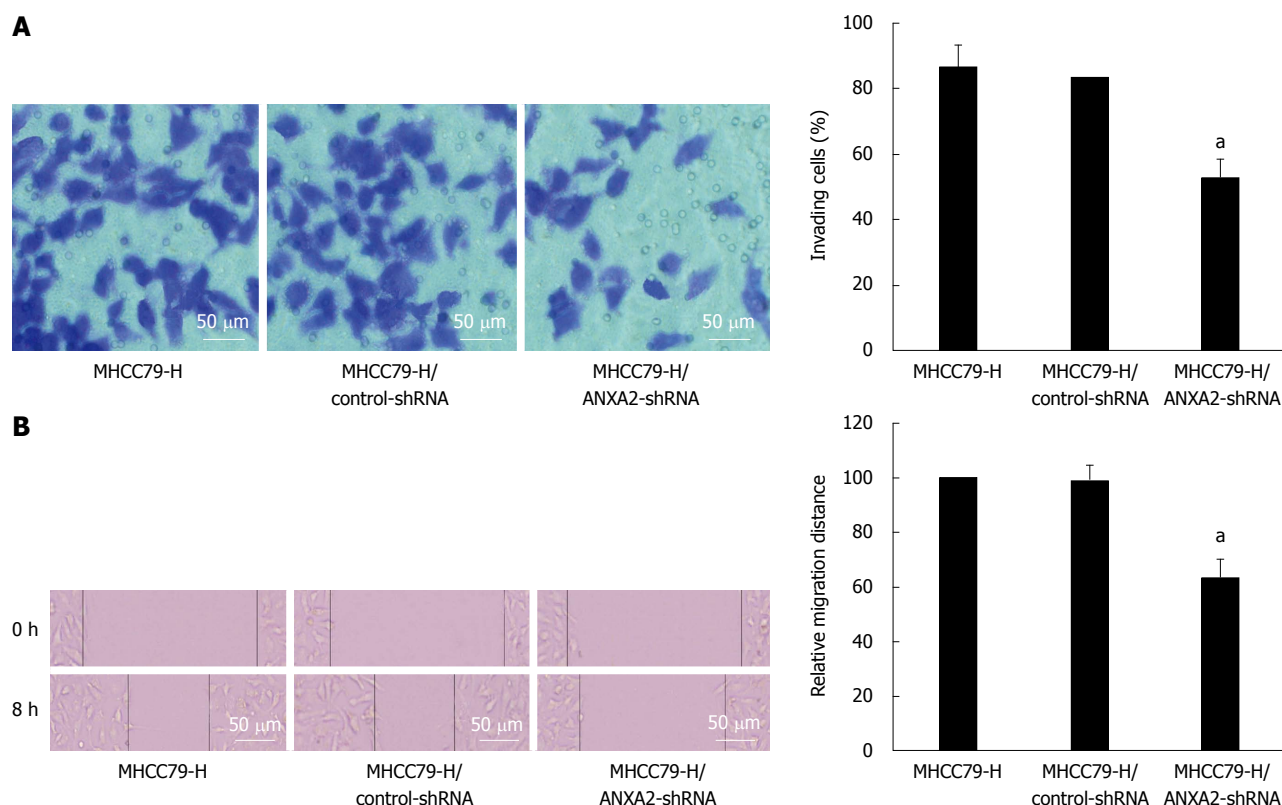 A
50 μm
50 μm
50 μm
MHCC79-H
MHCC79-H/
control-shRNA
MHCC79-H/
ANXA2-shRNA
Invading cells (%)
100
80
60
40
20
0
a
MHCC79-H
MHCC79-H/
control-shRNA
MHCC79-H/
ANXA2-shRNA
B
0 h
8 h
50 μm
50 μm
50 μm
MHCC79-H
MHCC79-H/
control-shRNA
MHCC79-H/
ANXA2-shRNA
Relative migration distance
120
100
80
60
40
20
0
a
MHCC79-H
MHCC79-H/
control-shRNA
MHCC79-H/
ANXA2-shRNA